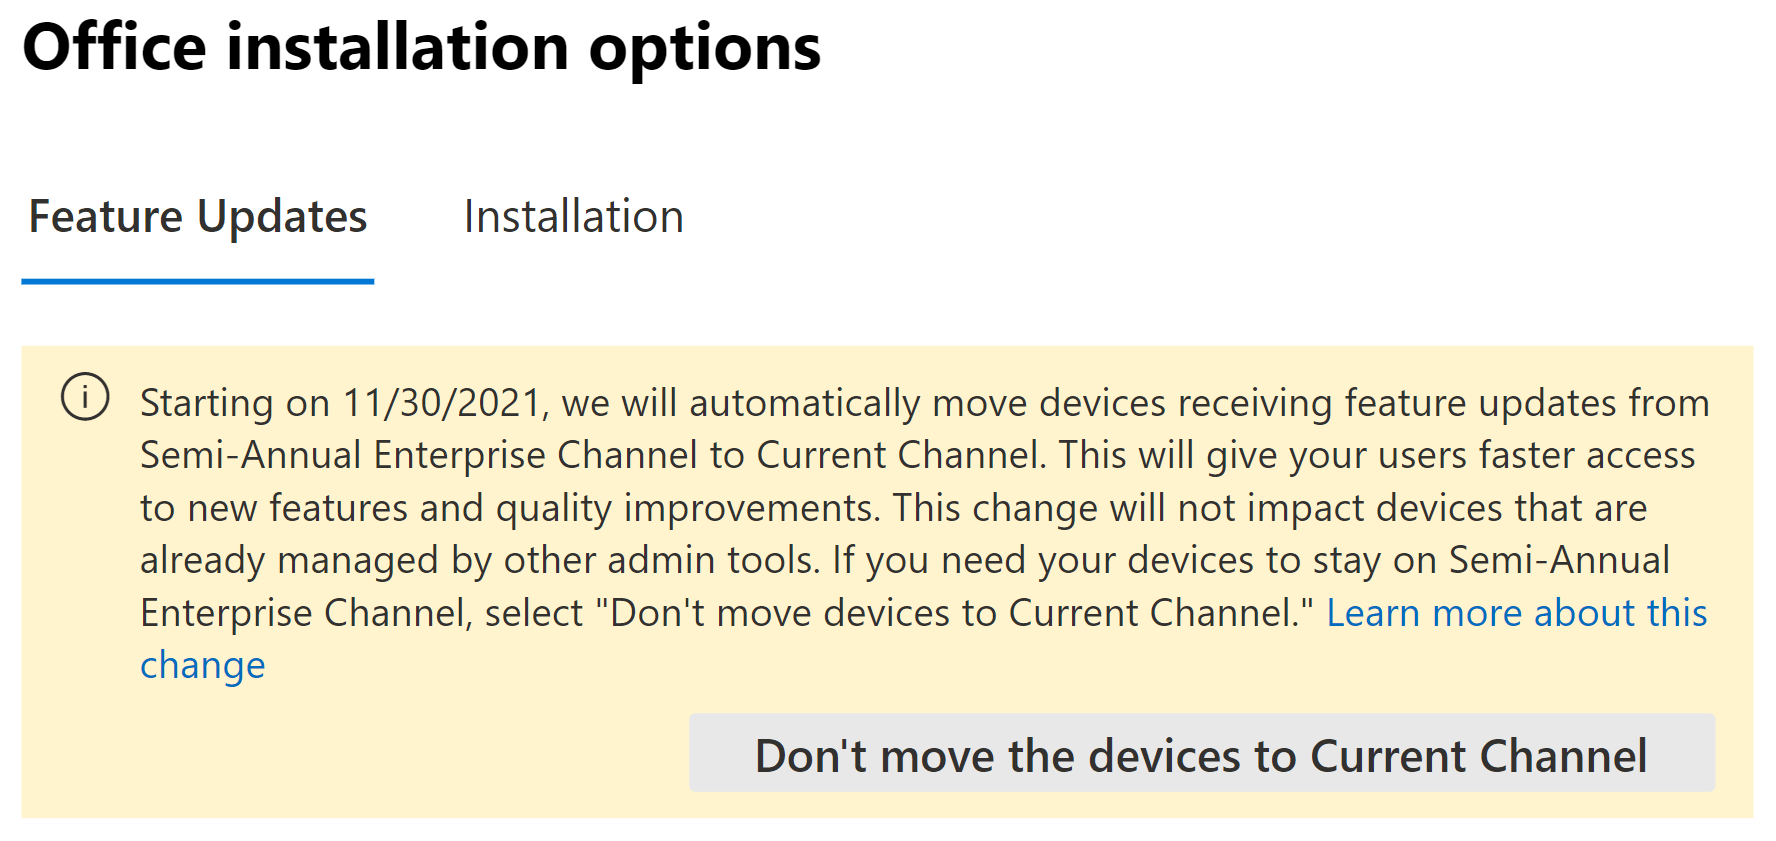 Office installation options
Feature Updates Installation
Starting on 11/30/2021, we will automatically move devices receiving feature updates from
Semi-Annual Enterprise Channel to Current Channel. This will give your users faster access
to new features and quality improvements. This change will not impact devices that are
already managed by other admin tools. If you need your devices to stay on Semi-Annual
Enterprise Channel, select "Don't move devices to Current Channel." Learn more about this
change
Don't move the devices to Current Channel